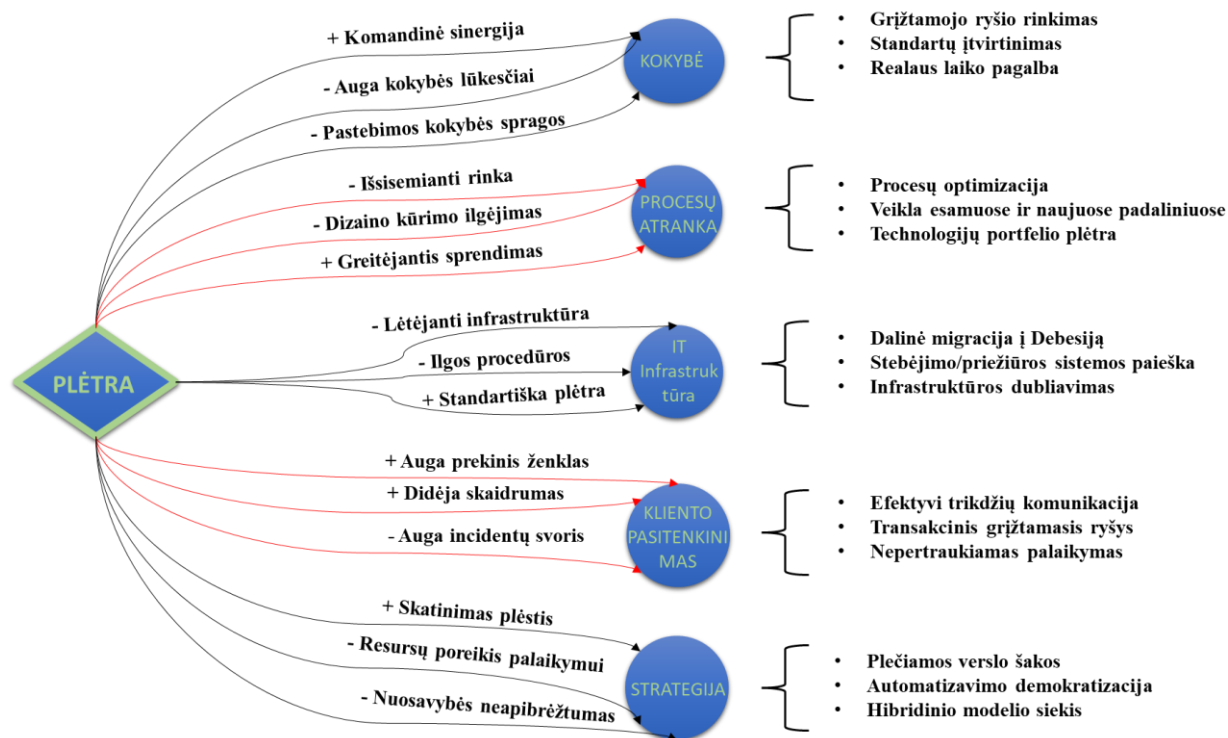 + Komandinė sinergija
- Auga kokybės lūkesčiai
- Pastebimos kokybės spragos
KOKYBĖ
• Grįžtamojo ryšio rinkimas
• Standartų įtvirtinimas
• Realaus laiko pagalba
- Išsisemianti rinka
- Dizaino kūrimo ilgėjimas
+ Greitėjantis sprendimas
PROCESŲ
ATRANKA
• Procesų optimizacija
• Veikla esamuose ir naujuose padaliniuose
• Technologijų portfelio plėtra
PLĖTRA
- Lėtėjanti infrastruktūra
- Ilgos procedūros
+ Standartiška plėtra
IT
Infrastruk
tūra
• Dalinė migracija į Debesiją
• Stebėjimo/priežiūros sistemos paieška
• Infrastruktūros dubliavimas
+ Auga prekinis ženklas
+ Didėja skaidrumas
- Auga incidentų svoris
KLIENTO
PASITENKINI
MAS
• Efektyvi trikdžių komunikacija
• Transakcinis grįžtamasis ryšys
• Nepertraukiamas palaikymas
+ Skatinimas plėstis
- Resursų poreikis palaikymui
- Nuosavybės neapibrėžtumas
STRATEGIJA
• Plečiamos verslo šakos
• Automatizavimo demokratizacija
• Hibridinio modelio siekis